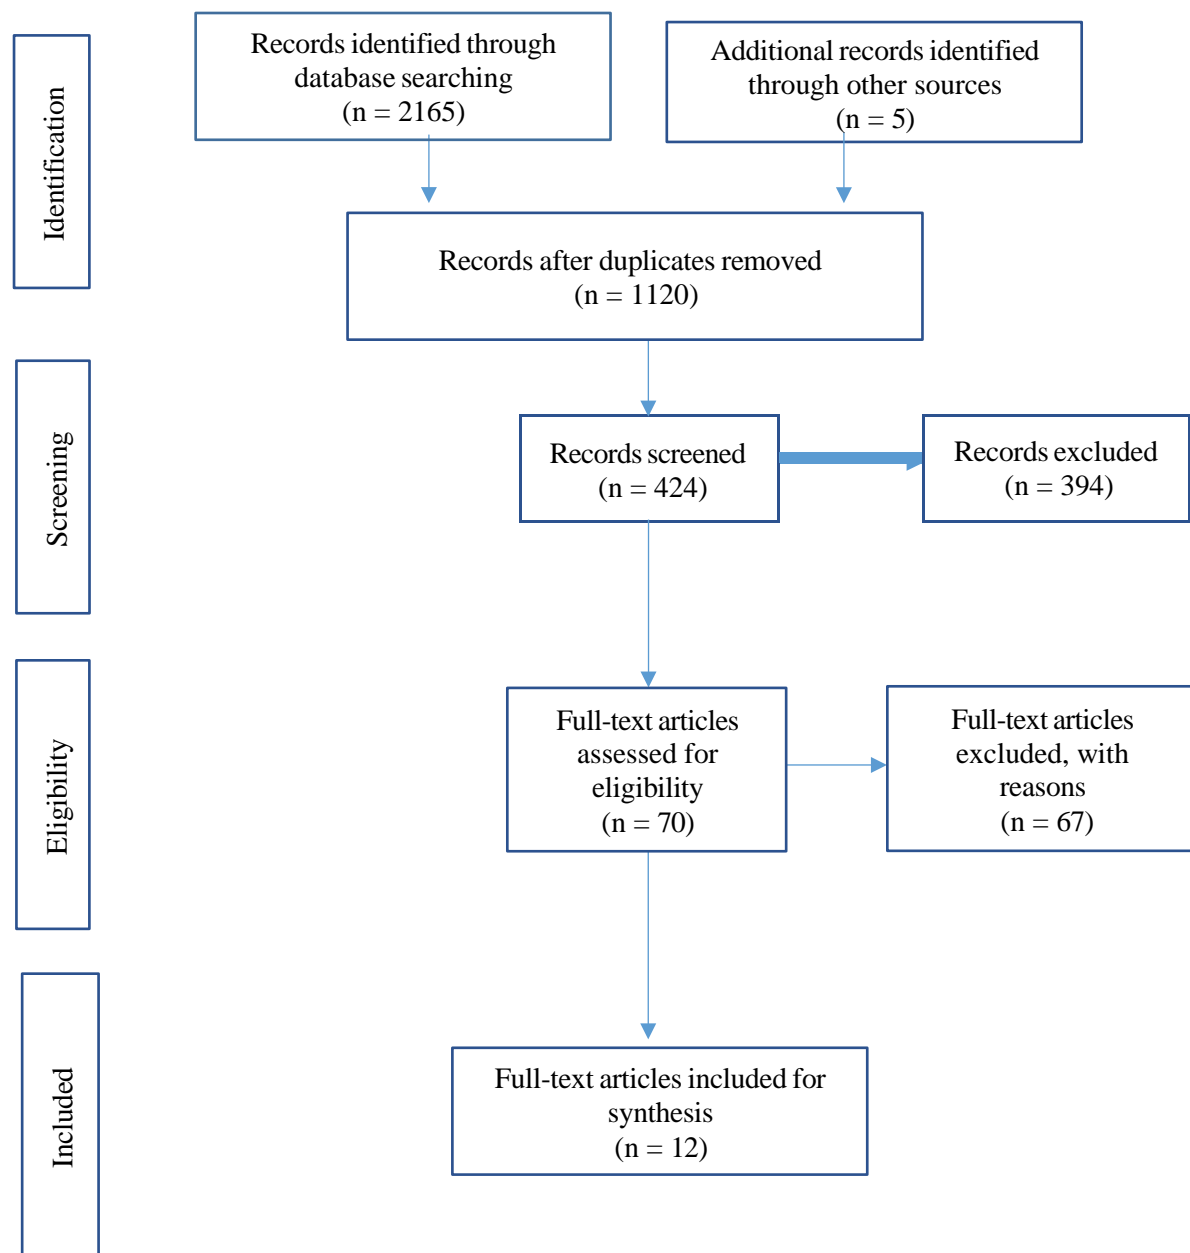 Identification
Records identified through
database searching
(n = 2165)
Additional records identified
through other sources
(n = 5)
Records after duplicates removed
(n = 1120)
Screening
Records screened
(n = 424)
Records excluded
(n = 394)
Eligibility
Full-text articles
assessed for
eligibility
(n = 70)
Full-text articles
excluded, with
reasons
(n = 67)
Included
Full-text articles included for
synthesis
(n = 12)